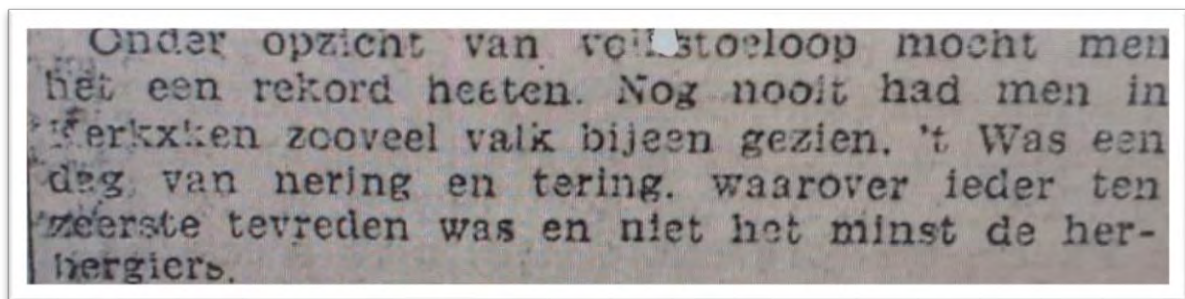 Onder opzicht van volkstoeloop mocht men
het een rekord heeten. Nog nooit had men in
Kerkxken zooveel valk bijeen gezien. 't Was een
dag van nering en tering. waarover ieder ten
zeerste tevreden was en niet het minst de her-
bergiers.